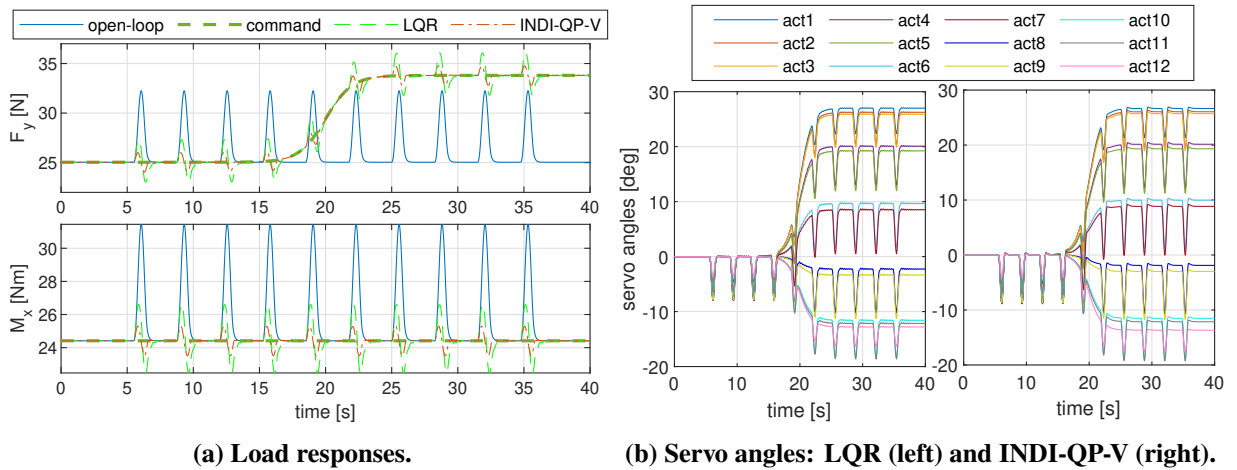 open-loop command LQR INDI-QP-V
F_y [N]
35
30
25
0 5 10 15 20 25 30 35 40
M_x [Nm]
30
28
26
24
0 5 10 15 20 25 30 35 40
time [s]
(a) Load responses.
act1 act4 act7 act10
act2 act5 act8 act11
act3 act6 act9 act12
servo angles [deg]
30
20
10
0
-10
-20
0 10 20 30 40
time [s]
30
20
10
0
-10
-20
0 10 20 30 40
time [s]
(b) Servo angles: LQR (left) and INDI-QP-V (right).